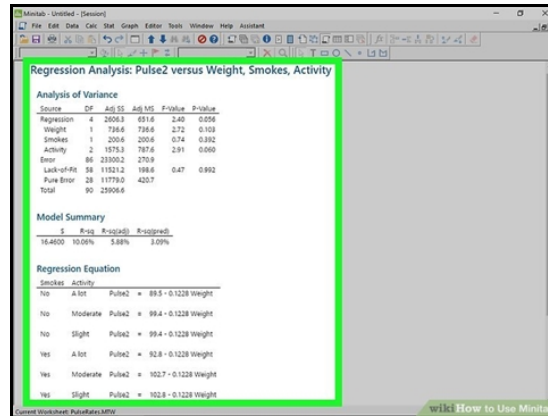 Minitab - Untitled - [Session]
File Edit Data Calc Stat Graph Editor Tools Window Help Assistant
Regression Analysis: Pulse2 versus Weight, Smokes, Activity
Analysis of Variance
Source DF Adj SS Adj MS F-Value P-Value
Regression 4 2606.3 651.6 2.40 0.056
Weight 1 736.6 736.6 2.72 0.103
Smokes 1 200.6 200.6 0.74 0.392
Activity 2 1575.3 787.6 2.91 0.060
Error 86 23300.2 270.9
Lack-of-Fit 58 11521.2 198.6 0.47 0.992
Pure Error 28 11779.0 420.7
Total 90 25906.6
Model Summary
S R-sq R-sq(adj) R-sq(pred)
16.4600 10.06% 5.88% 3.09%
Regression Equation
Smokes Activity
No A lot Pulse2 = 89.5 - 0.1228 Weight
No Moderate Pulse2 = 99.4 - 0.1228 Weight
No Slight Pulse2 = 99.4 - 0.1228 Weight
Yes A lot Pulse2 = 92.8 - 0.1228 Weight
Yes Moderate Pulse2 = 102.7 - 0.1228 Weight
Yes Slight Pulse2 = 102.8 - 0.1228 Weight
Current Worksheet: PulseRates.MTW
wikiHow to Use Minita